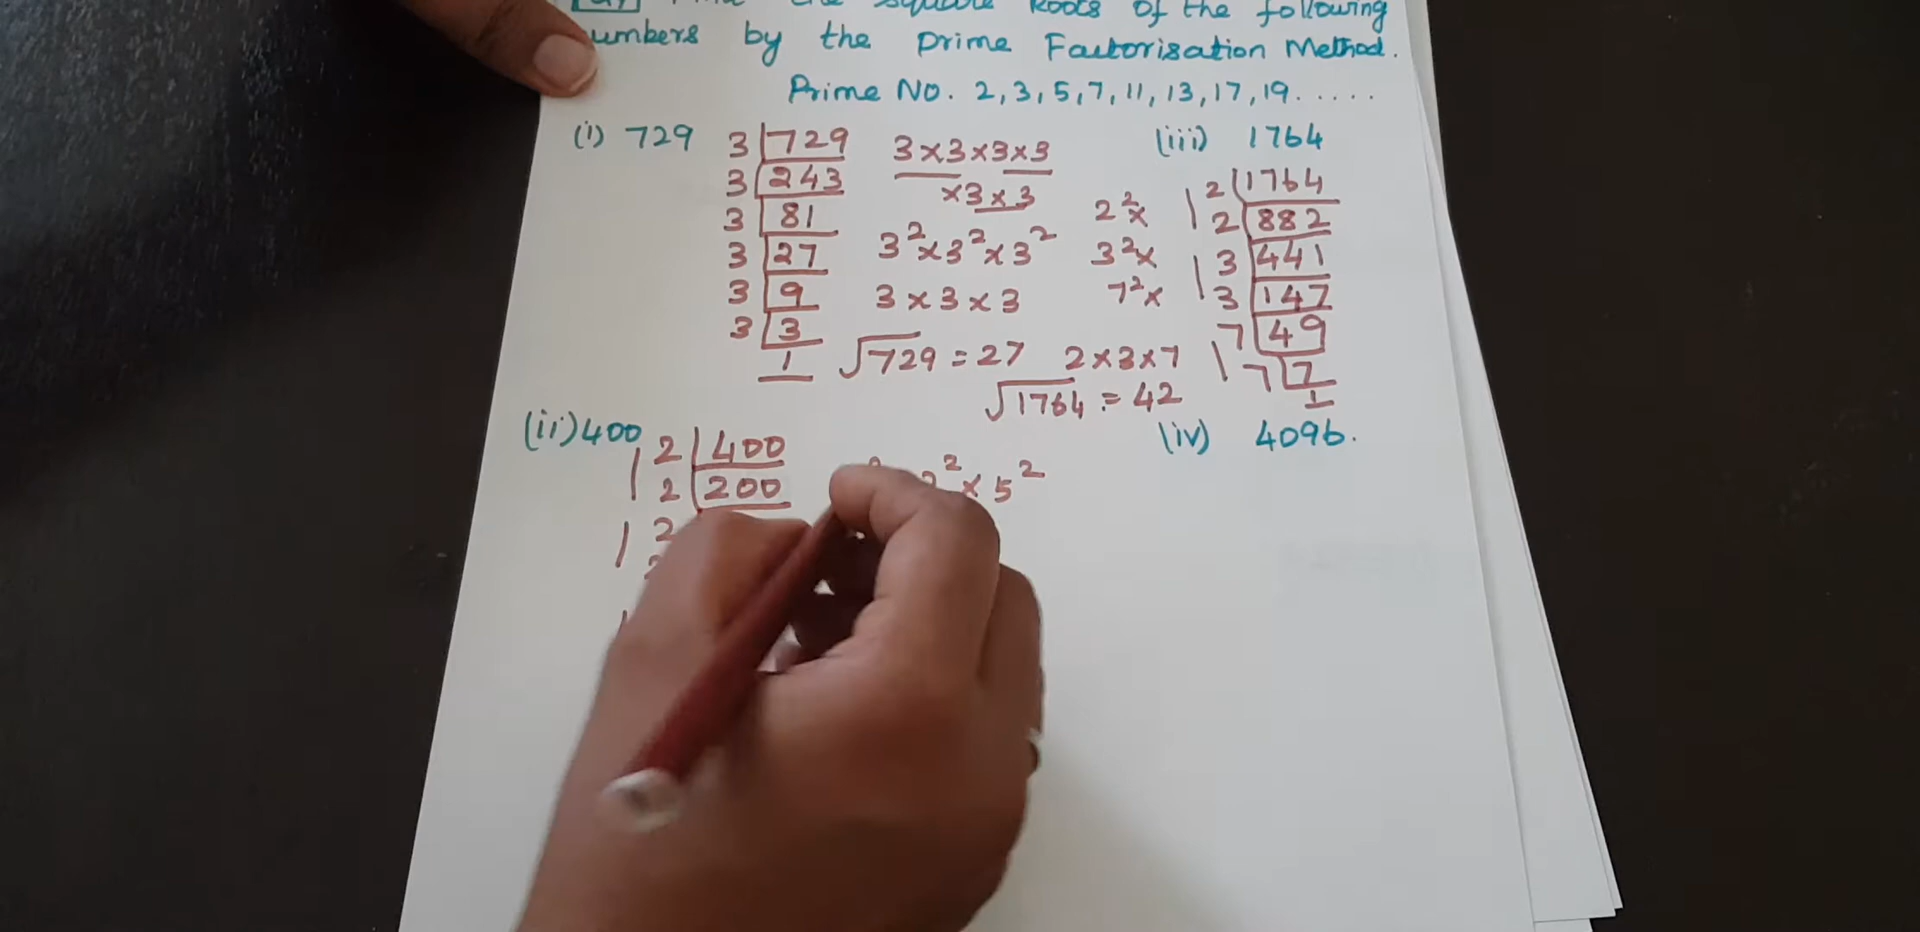 square Roots of the following
umbers by the prime Factorisation Method.
Prime No. 2, 3, 5, 7, 11, 13, 17, 19.....
(i) 729
3 | 729
3 | 243
3 | 81
3 | 27
3 | 9
3 | 3
1
3 × 3 × 3 × 3
× 3 × 3
3² × 3² × 3²
3 × 3 × 3
√729 = 27
(iii) 1764
2 | 1764
2 | 882
3 | 441
3 | 147
7 | 49
7 | 7
1
2² ×
3² ×
7² ×
2 × 3 × 7
√1764 = 42
(ii) 400
2 | 400
2 | 200
2
² × 5²
(iv) 4096.